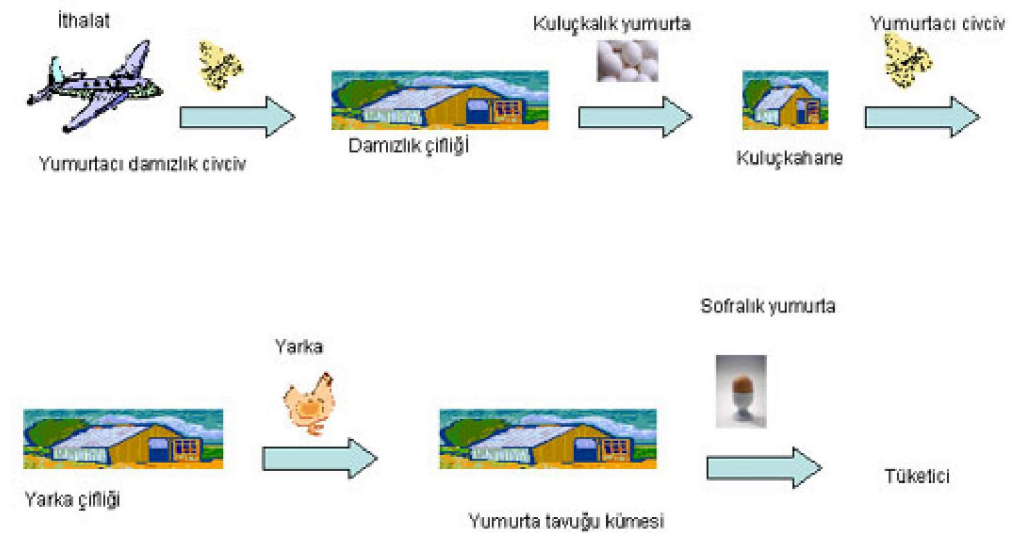 İthalat
Kuluçkalık yumurta
Yumurtacı civciv
Damızlık çifliği
Yumurtacı damızlık civciv
Kuluçkahane
Sofralık yumurta
Yarka
Yarka çifliği
Tüketici
Yumurta tavuğu kümesi